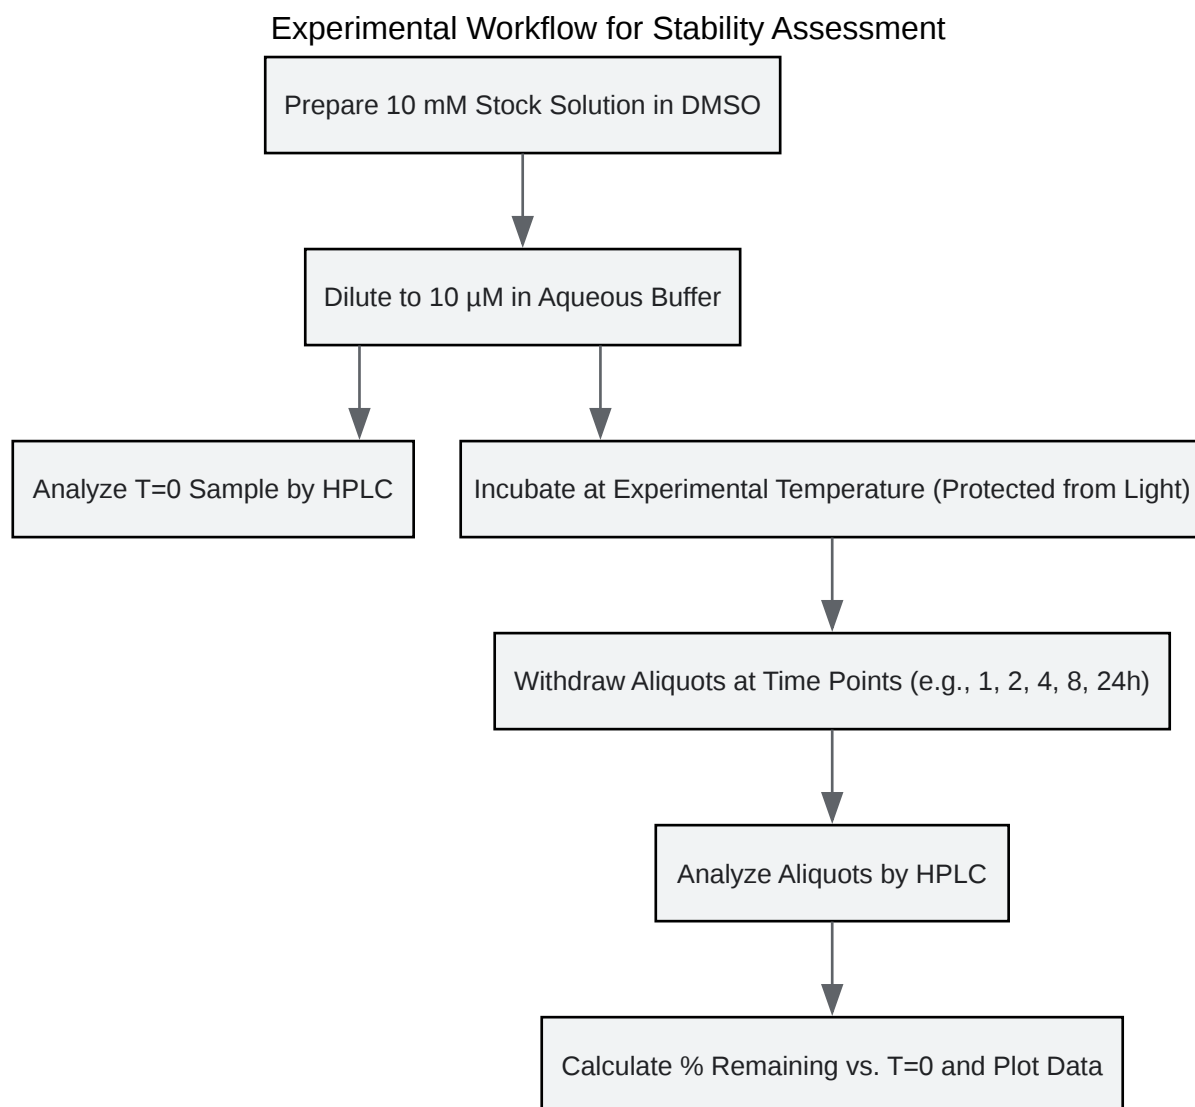 Experimental Workflow for Stability Assessment
Prepare 10 mM Stock Solution in DMSO
Dilute to 10 µM in Aqueous Buffer
Analyze T=0 Sample by HPLC
Incubate at Experimental Temperature (Protected from Light)
Withdraw Aliquots at Time Points (e.g., 1, 2, 4, 8, 24h)
Analyze Aliquots by HPLC
Calculate % Remaining vs. T=0 and Plot Data